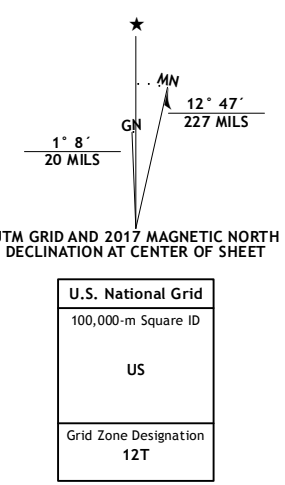 ★
MN
12° 47´
227 MILS
GN
1° 8´
20 MILS
UTM GRID AND 2017 MAGNETIC NORTH
DECLINATION AT CENTER OF SHEET
U.S. National Grid
100,000-m Square ID
US
Grid Zone Designation
12T